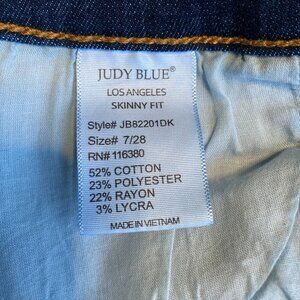 JUDY BLUE®
LOS ANGELES
SKINNY FIT
Style# JB82201DK
Size# 7/28
RN# 116380
52% COTTON
23% POLYESTER
22% RAYON
3% LYCRA
MADE IN VIETNAM